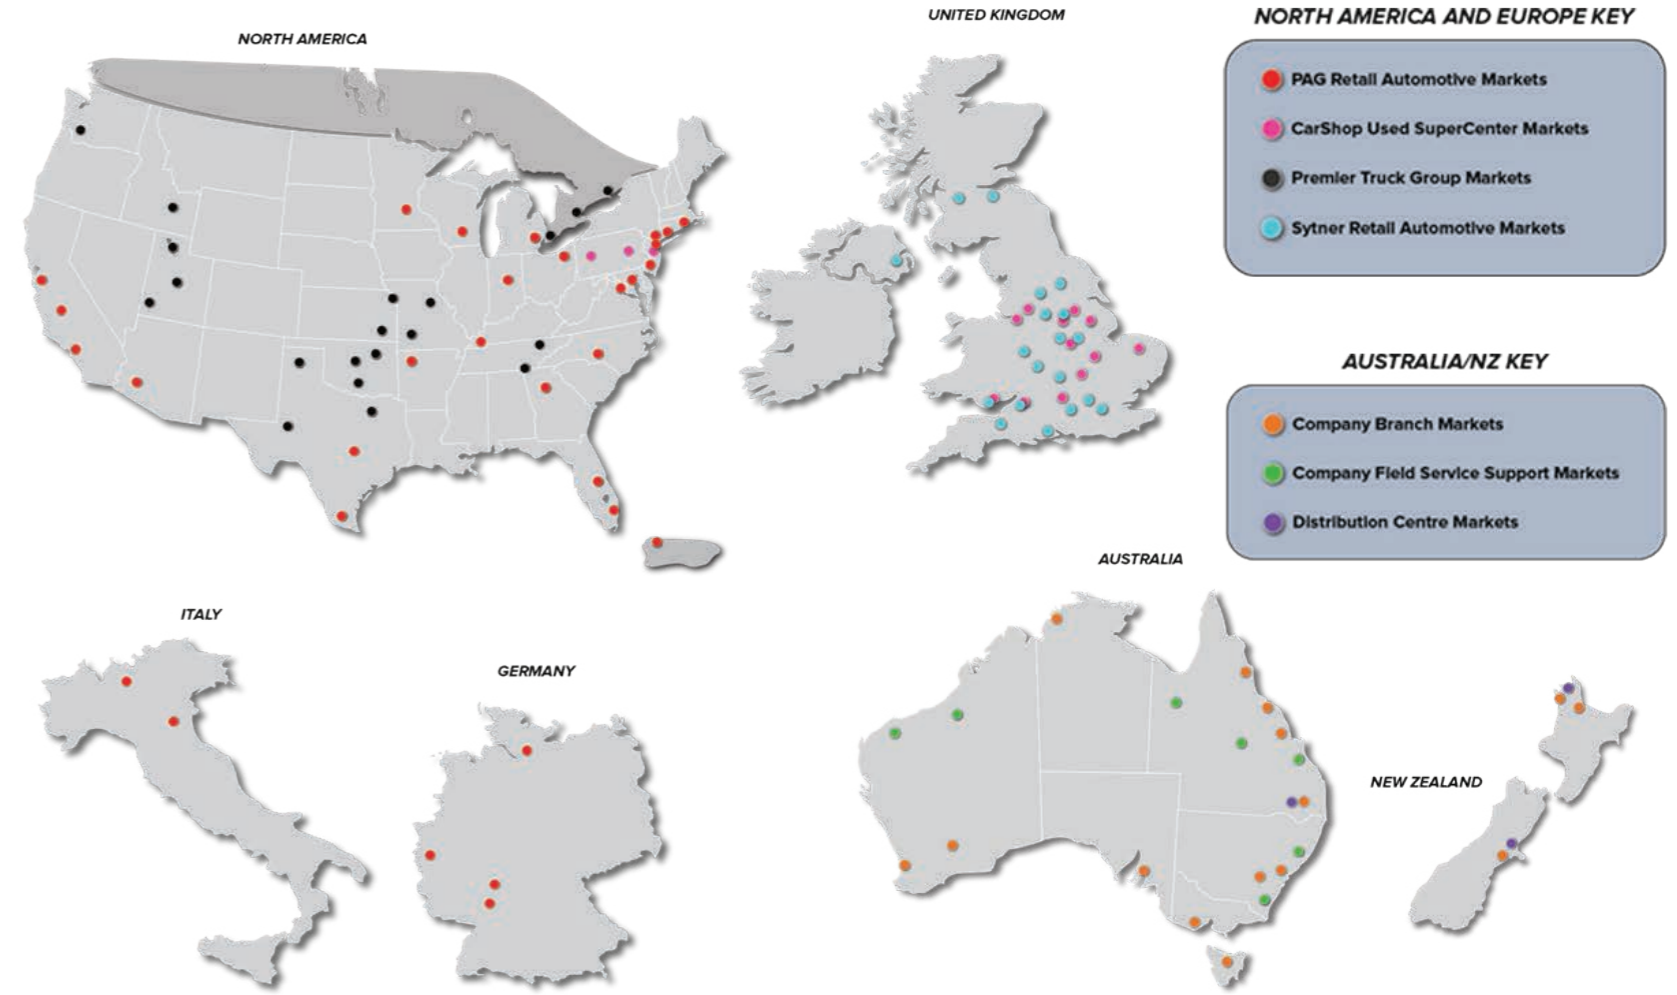 UNITED KINGDOM
NORTH AMERICA AND EUROPE KEY
NORTH AMERICA
PAG Retail Automotive Markets
CarShop Used SuperCenter Markets
Premier Truck Group Markets
Sytner Retail Automotive Markets
AUSTRALIA/NZ KEY
Company Branch Markets
Company Field Service Support Markets
Distribution Centre Markets
AUSTRALIA
ITALY
GERMANY
NEW ZEALAND